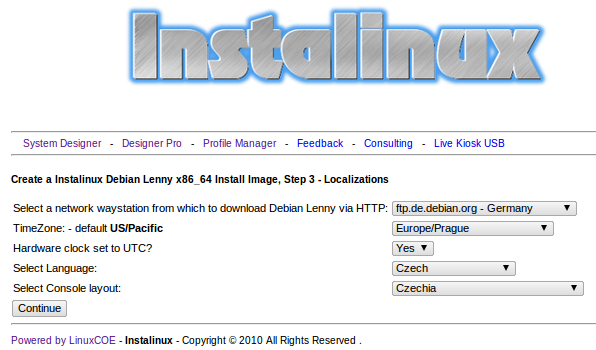 Instalinux
System Designer - Designer Pro - Profile Manager - Feedback - Consulting - Live Kiosk USB
Create a Instalinux Debian Lenny x86_64 Install Image, Step 3 - Localizations
Select a network waystation from which to download Debian Lenny via HTTP: ftp.de.debian.org - Germany
TimeZone: - default US/Pacific Europe/Prague
Hardware clock set to UTC? Yes
Select Language: Czech
Select Console layout: Czechia
Continue
Powered by LinuxCOE - Instalinux - Copyright © 2010 All Rights Reserved .